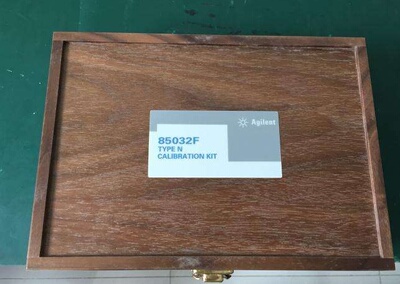 Agilent
85032F
TYPE N
CALIBRATION KIT